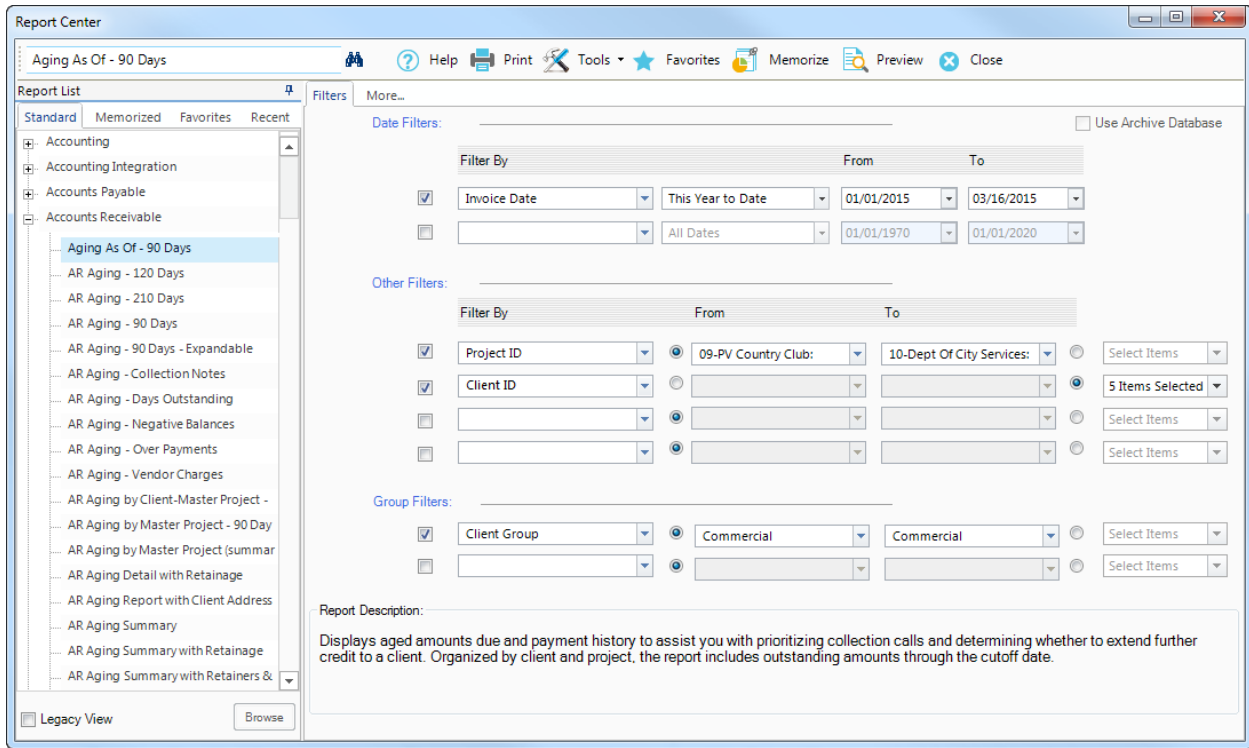 Report Center
Aging As Of - 90 Days
Help Print Tools Favorites Memorize Preview Close
Report List
Standard Memorized Favorites Recent
Accounting
Accounting Integration
Accounts Payable
Accounts Receivable
Aging As Of - 90 Days
AR Aging - 120 Days
AR Aging - 210 Days
AR Aging - 90 Days
AR Aging - 90 Days - Expandable
AR Aging - Collection Notes
AR Aging - Days Outstanding
AR Aging - Negative Balances
AR Aging - Over Payments
AR Aging - Vendor Charges
AR Aging by Client-Master Project -
AR Aging by Master Project - 90 Day
AR Aging by Master Project (summar
AR Aging Detail with Retainage
AR Aging Report with Client Address
AR Aging Summary
AR Aging Summary with Retainage
AR Aging Summary with Retainers &
Legacy View Browse
Filters More...
Date Filters: Use Archive Database
Filter By From To
Invoice Date This Year to Date 01/01/2015 03/16/2015
All Dates 01/01/1970 01/01/2020
Other Filters:
Filter By From To
Project ID 09-PV Country Club: 10-Dept Of City Services: Select Items
Client ID 5 Items Selected
Select Items
Select Items
Group Filters:
Client Group Commercial Commercial Select Items
Select Items
Report Description:
Displays aged amounts due and payment history to assist you with prioritizing collection calls and determining whether to extend further
credit to a client. Organized by client and project, the report includes outstanding amounts through the cutoff date.